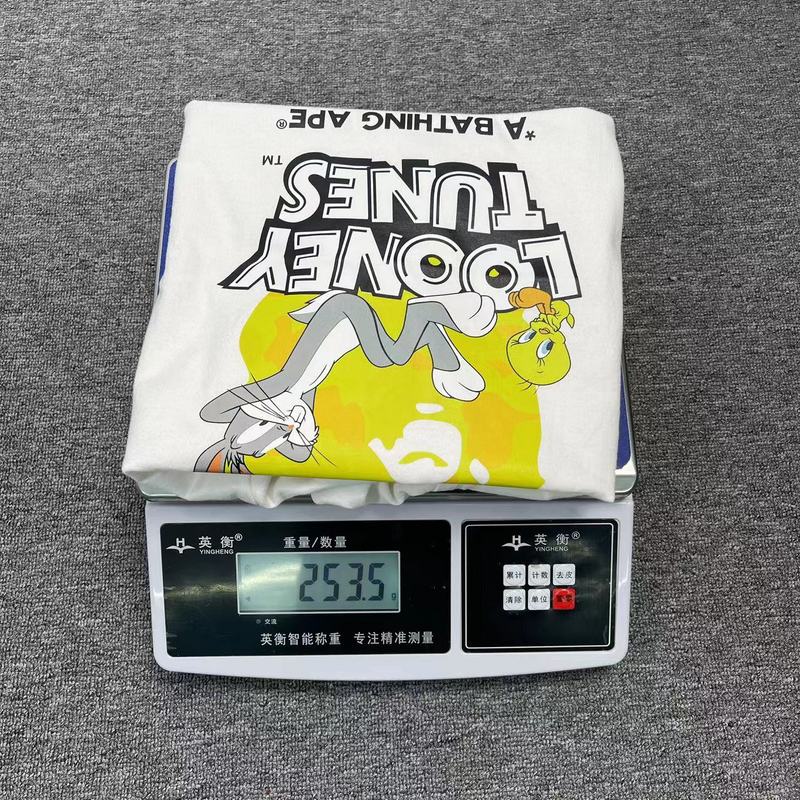 *A BATHING APE®
LOONEY
TUNES™
英衡®
YINGHENG
重量/数量
253.5
g
交流
英衡智能称重 专注精准测量
英衡®
YINGHENG
累计 计数 去皮
清除 单位